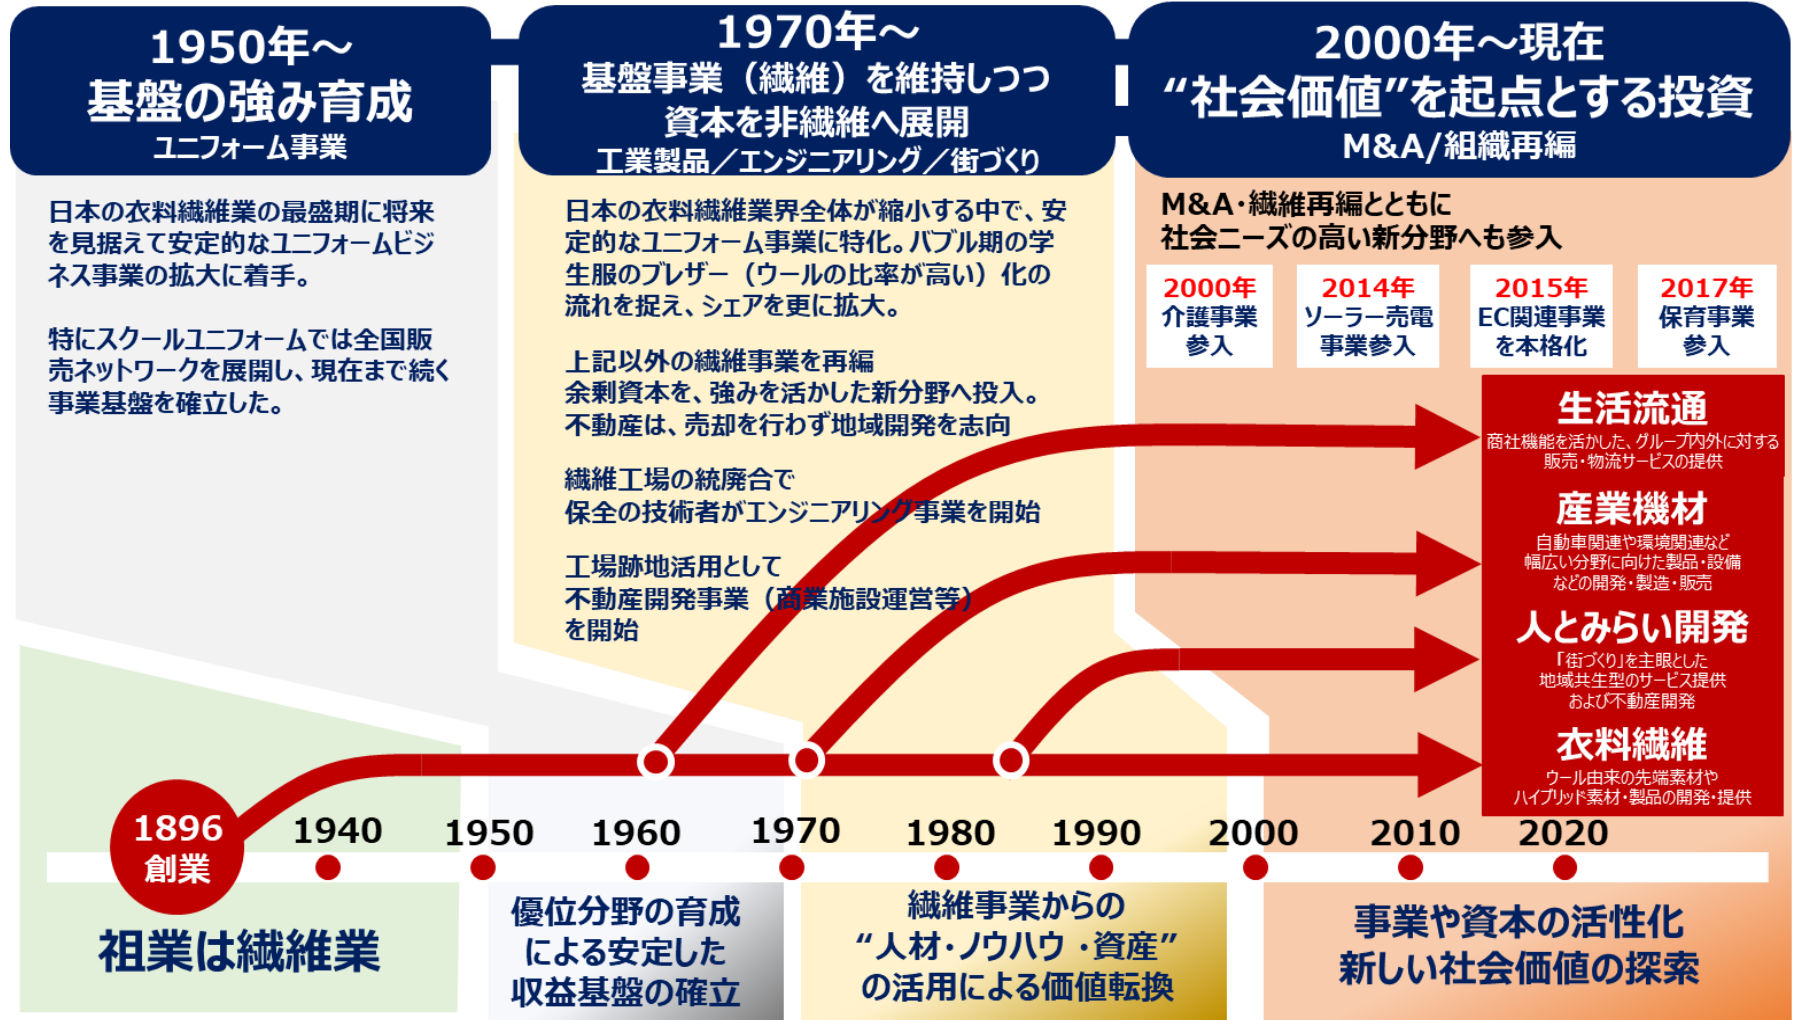 1950年～
基盤の強み育成
ユニフォーム事業
日本の衣料繊維業の最盛期に将来
を見据えて安定的なユニフォームビジ
ネス事業の拡大に着手。
特にスクールユニフォームでは全国販
売ネットワークを展開し、現在まで続く
事業基盤を確立した。
1970年～
基盤事業（繊維）を維持しつつ
資本を非繊維へ展開
工業製品／エンジニアリング／街づくり
日本の衣料繊維業界全体が縮小する中で、安
定的なユニフォーム事業に特化。バブル期の学
生服のブレザー（ウールの比率が高い）化の
流れを捉え、シェアを更に拡大。
上記以外の繊維事業を再編
余剰資本を、強みを活かした新分野へ投入。
不動産は、売却を行わず地域開発を志向
繊維工場の統廃合で
保全の技術者がエンジニアリング事業を開始
工場跡地活用として
不動産開発事業（商業施設運営等）
を開始
2000年～現在
“社会価値”を起点とする投資
M&A/組織再編
M&A・繊維再編とともに
社会ニーズの高い新分野へも参入
2000年
介護事業
参入
2014年
ソーラー売電
事業参入
2015年
EC関連事業
を本格化
2017年
保育事業
参入
生活流通
商社機能を活かした、グループ内外に対する
販売・物流サービスの提供
産業機材
自動車関連や環境関連など
幅広い分野に向けた製品・設備
などの開発・製造・販売
人とみらい開発
「街づくり」を主眼とした
地域共生型のサービス提供
および不動産開発
衣料繊維
ウール由来の先端素材や
ハイブリッド素材・製品の開発・提供
1896
創業
1940
1950
1960
1970
1980
1990
2000
2010
2020
祖業は繊維業
優位分野の育成
による安定した
収益基盤の確立
繊維事業からの
“人材・ノウハウ ・資産”
の活用による価値転換
事業や資本の活性化
新しい社会価値の探索